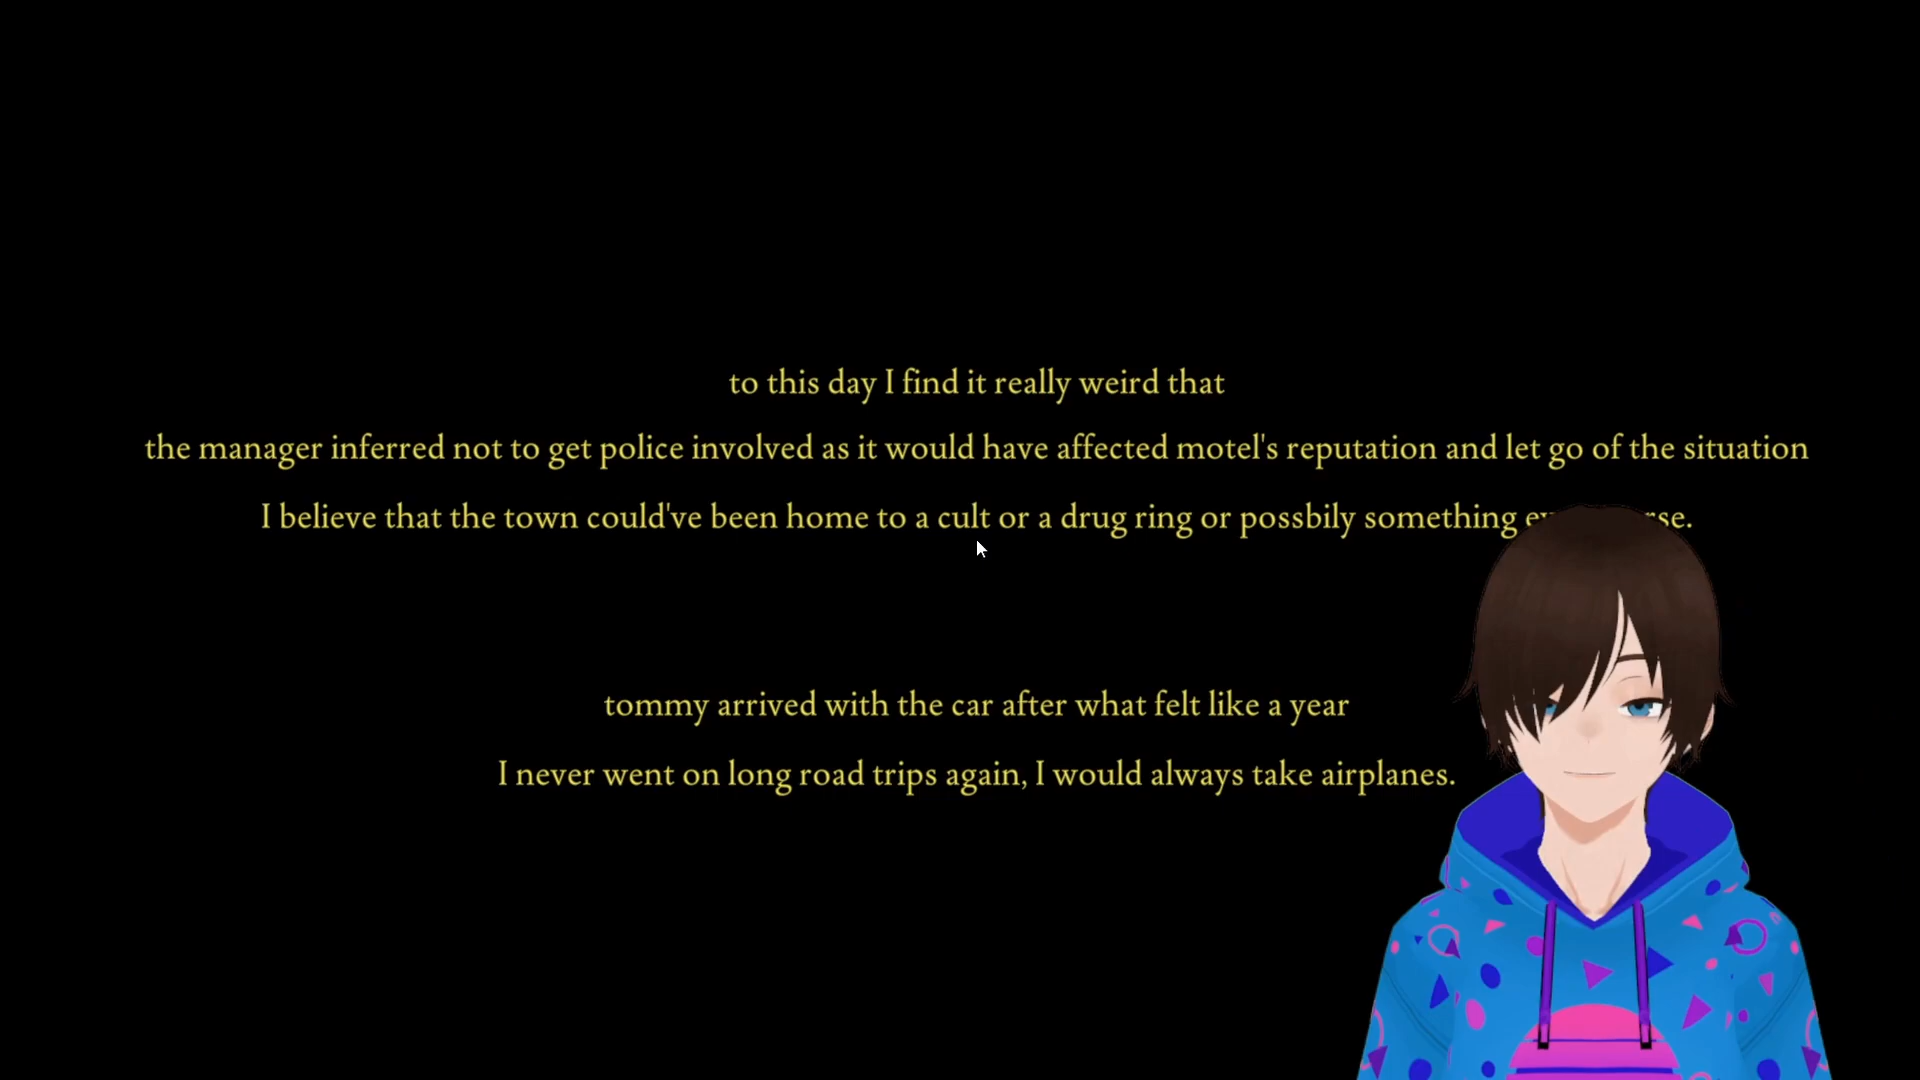 to this day I find it really weird that
the manager inferred not to get police involved as it would have affected motel's reputation and let go of the situation
I believe that the town could've been home to a cult or a drug ring or possbily something
tommy arrived with the car after what felt like a year
I never went on long road trips again, I would always take airplanes.